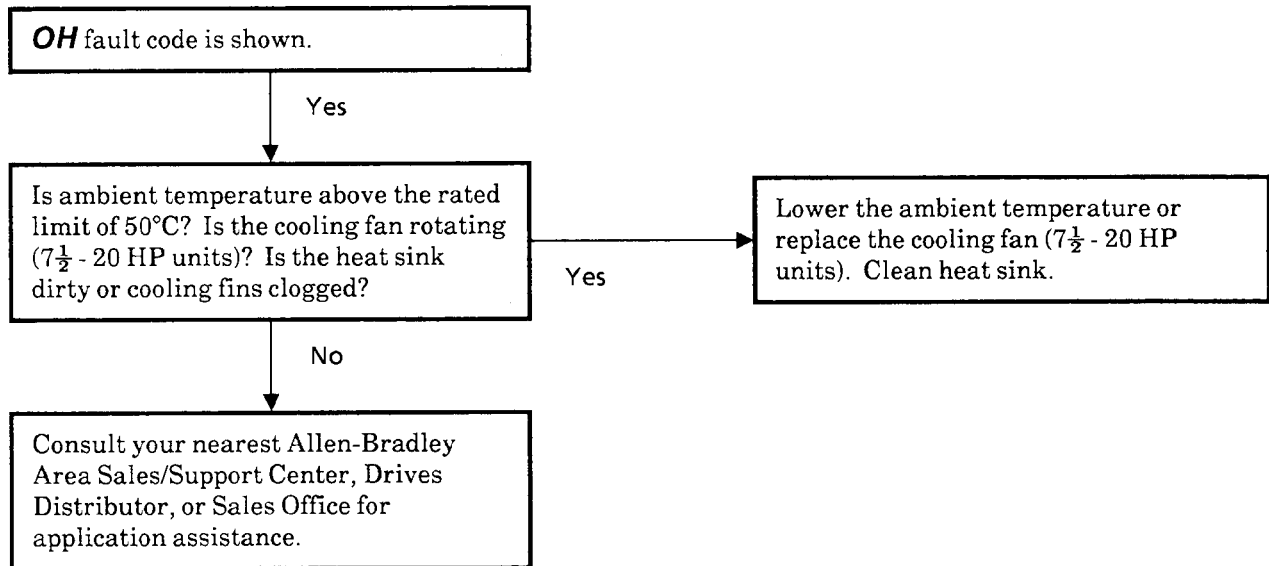 OH fault code is shown.
Yes
Is ambient temperature above the rated
limit of 50°C? Is the cooling fan rotating
(7½ - 20 HP units)? Is the heat sink
dirty or cooling fins clogged?
Yes
Lower the ambient temperature or
replace the cooling fan (7½ - 20 HP
units). Clean heat sink.
No
Consult your nearest Allen-Bradley
Area Sales/Support Center, Drives
Distributor, or Sales Office for
application assistance.